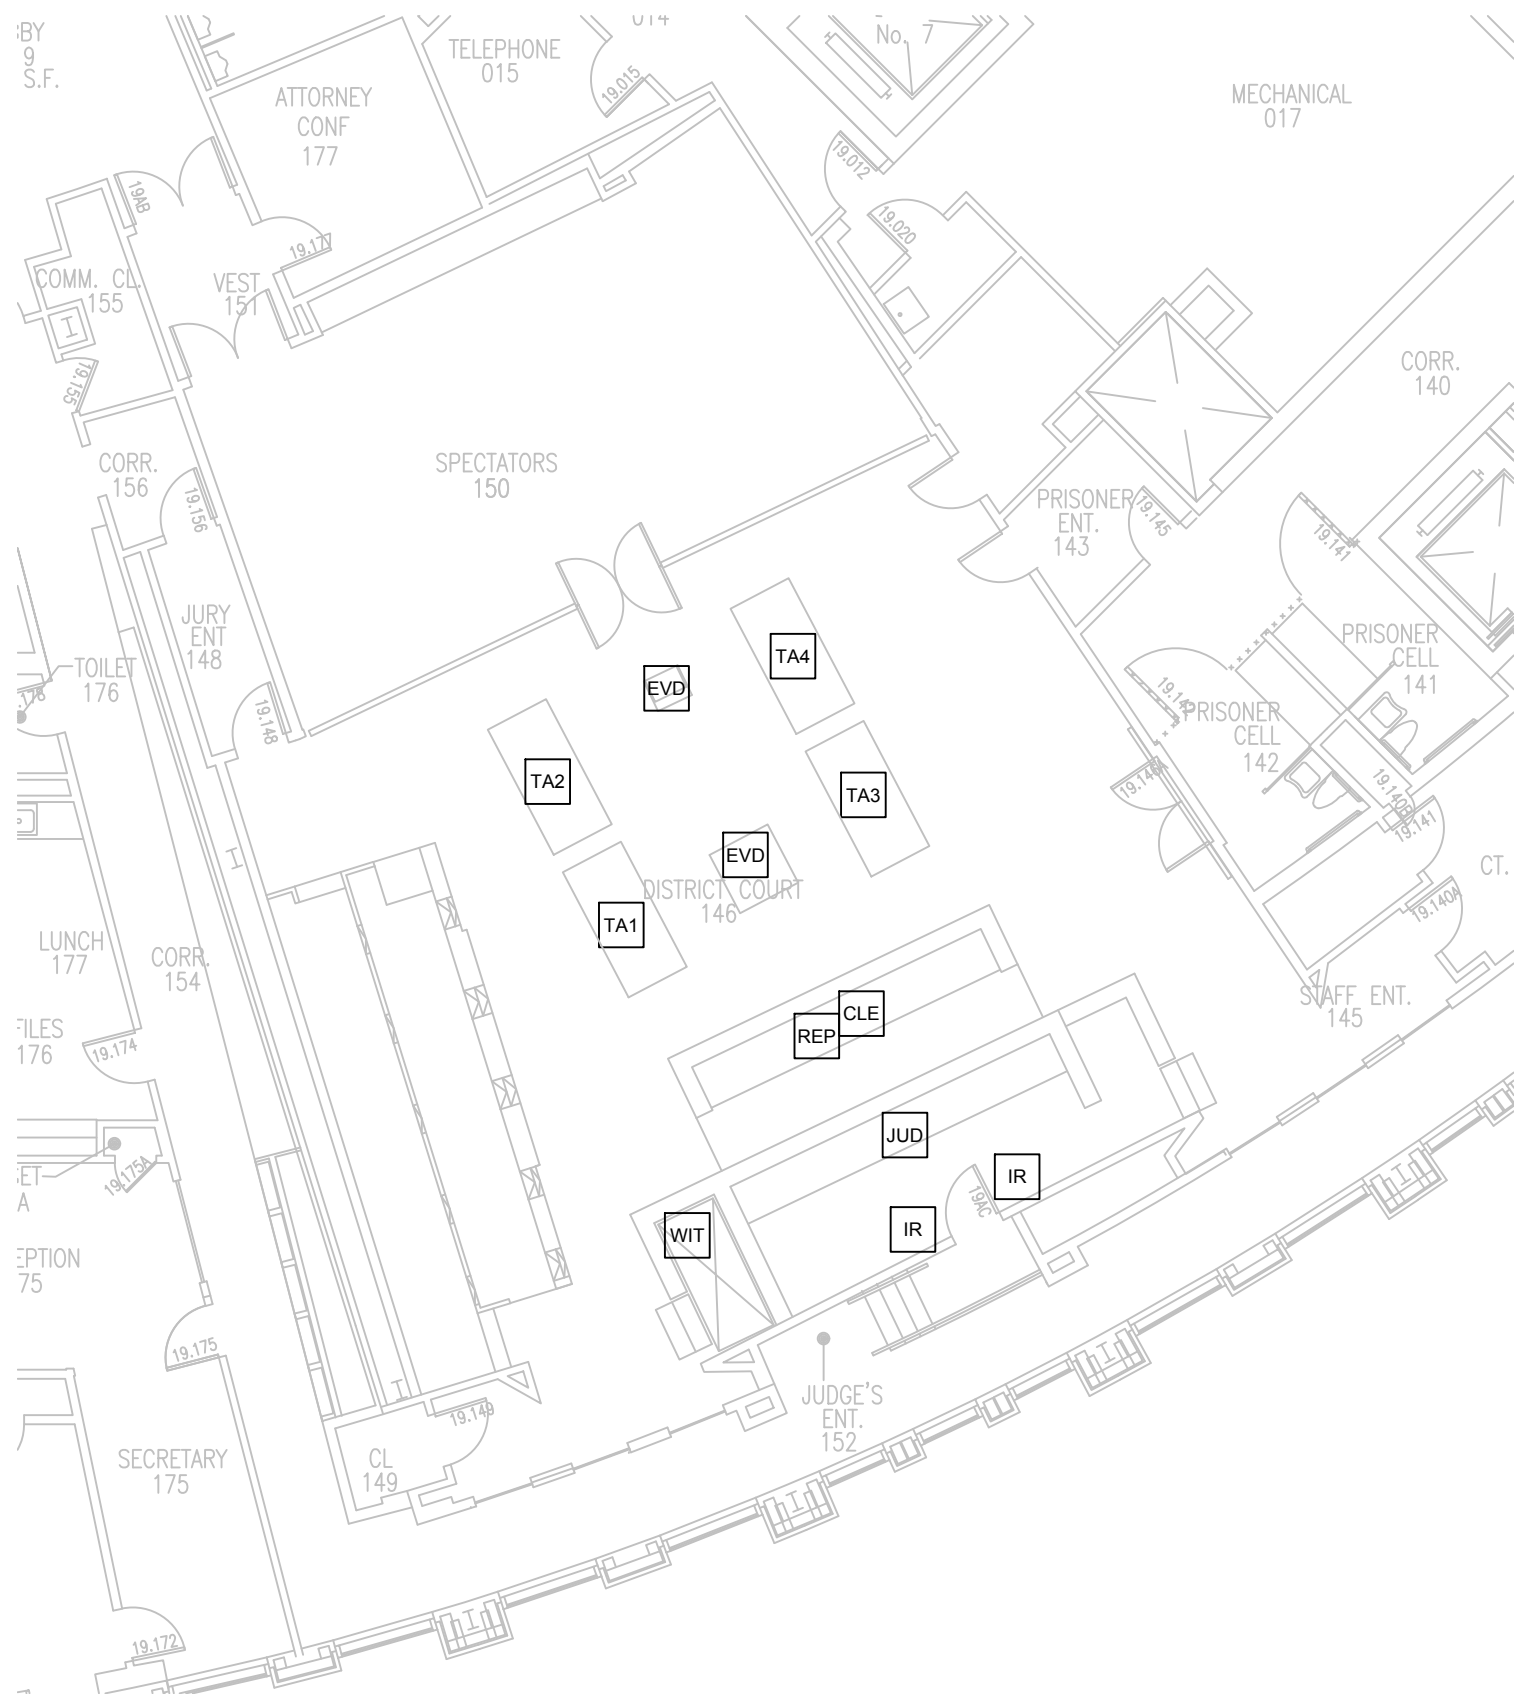 :BY
9
S.F.
014
TELEPHONE
015
19.015
No. 7
MECHANICAL
017
ATTORNEY
CONF
177
19.012
19AB
19.020
19.177
COMM. CL.
155
VEST
151
19.155
CORR.
140
SPECTATORS
150
CORR.
156
19.156
PRISONER
ENT.
143
19.145
19.141
JURY
ENT
148
PRISONER
CELL
141
TOILET
176
19.148
EVD
TA4
PRISONER
CELL
142
TA2
TA3
19.140B
19.141
EVD
DISTRICT COURT
146
TA1
CT.
19.140A
LUNCH
177
CORR.
154
STAFF ENT.
145
CLE
REP
FILES
176
19.174
JUD
IR
19AC
19.175A
A
WIT
IR
EPTION
75
19.175
JUDGE'S
ENT.
152
19.149
CL
149
SECRETARY
175
19.172